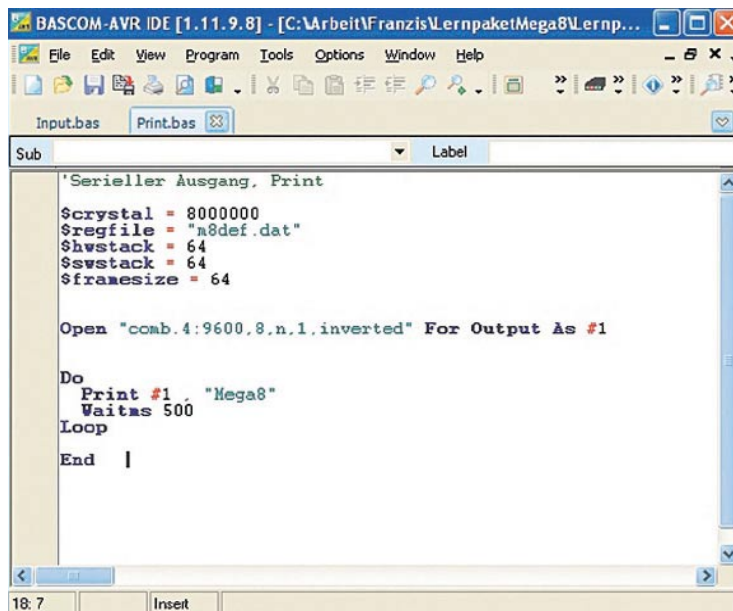 BASCOM-AVR IDE [1.11.9.8] - [C:\Arbeit\Franzis\LernpaketMega8\Lernp...
File Edit View Program Tools Options Window Help
Input.bas Print.bas
Sub Label
'Serieller Ausgang, Print
$crystal = 8000000
$regfile = "m8def.dat"
$hwstack = 64
$swstack = 64
$framesize = 64
Open "comb.4:9600,8,n,1,inverted" For Output As #1
Do
Print #1 , "Mega8"
Waitms 500
Loop
End
18: 7 Insert